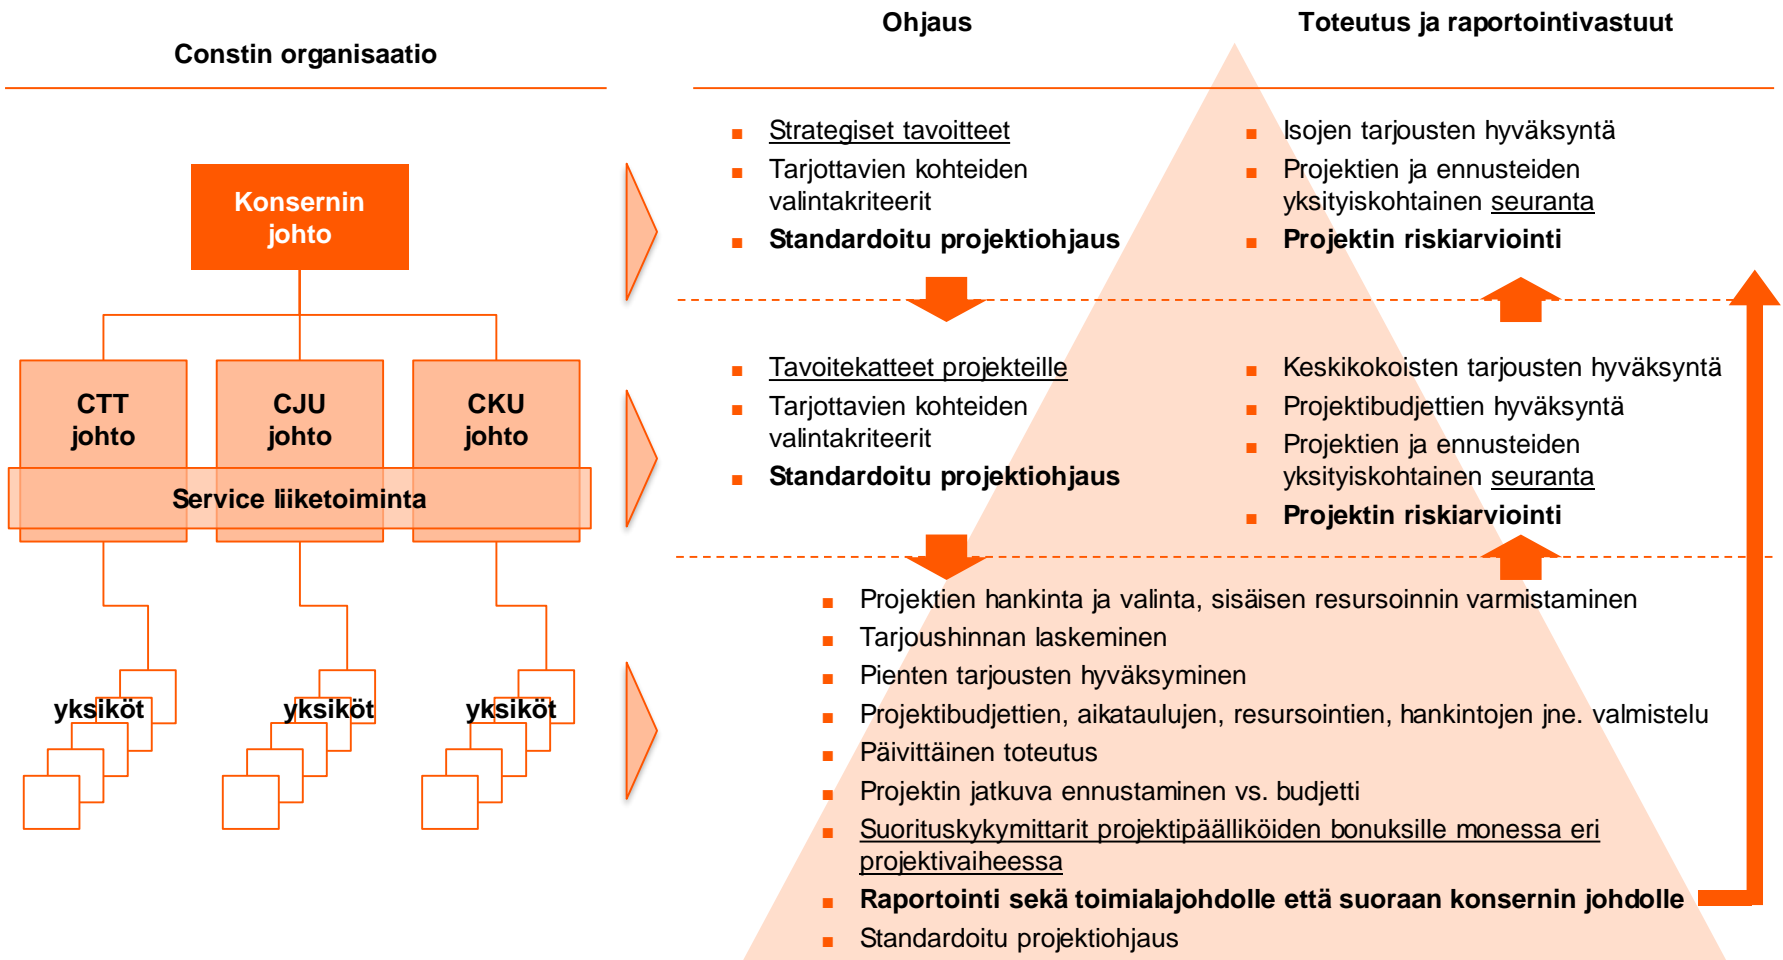 Constin organisaatio
Konsernin
johto
CTT
johto
CJU
johto
CKU
johto
Service liiketoiminta
yksiköt
yksiköt
yksiköt
Ohjaus
Toteutus ja raportointivastuut
Strategiset tavoitteet
Tarjottavien kohteiden
valintakriteerit
Standardoitu projektiohjaus
Isojen tarjousten hyväksyntä
Projektien ja ennusteiden
yksityiskohtainen seuranta
Projektin riskiarviointi
Tavoitekatteet projekteille
Tarjottavien kohteiden
valintakriteerit
Standardoitu projektiohjaus
Keskikokoisten tarjousten hyväksyntä
Projektibudjettien hyväksyntä
Projektien ja ennusteiden
yksityiskohtainen seuranta
Projektin riskiarviointi
Projektien hankinta ja valinta, sisäisen resursoinnin varmistaminen
Tarjoushinnan laskeminen
Pienten tarjousten hyväksyminen
Projektibudjettien, aikataulujen, resursointien, hankintojen jne. valmistelu
Päivittäinen toteutus
Projektin jatkuva ennustaminen vs. budjetti
Suorituskykymittarit projektipäälliköiden bonuksille monessa eri
projektivaiheessa
Raportointi sekä toimialajohdolle että suoraan konsernin johdolle
Standardoitu projektiohjaus